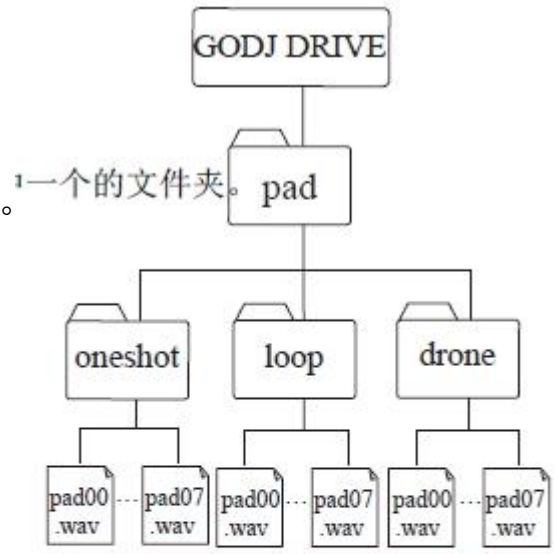 GODJ DRIVE
一个的文件夹。
。
pad
oneshot
loop
drone
pad00
.wav
pad07
.wav
pad00
.wav
pad07
.wav
pad00
.wav
pad07
.wav